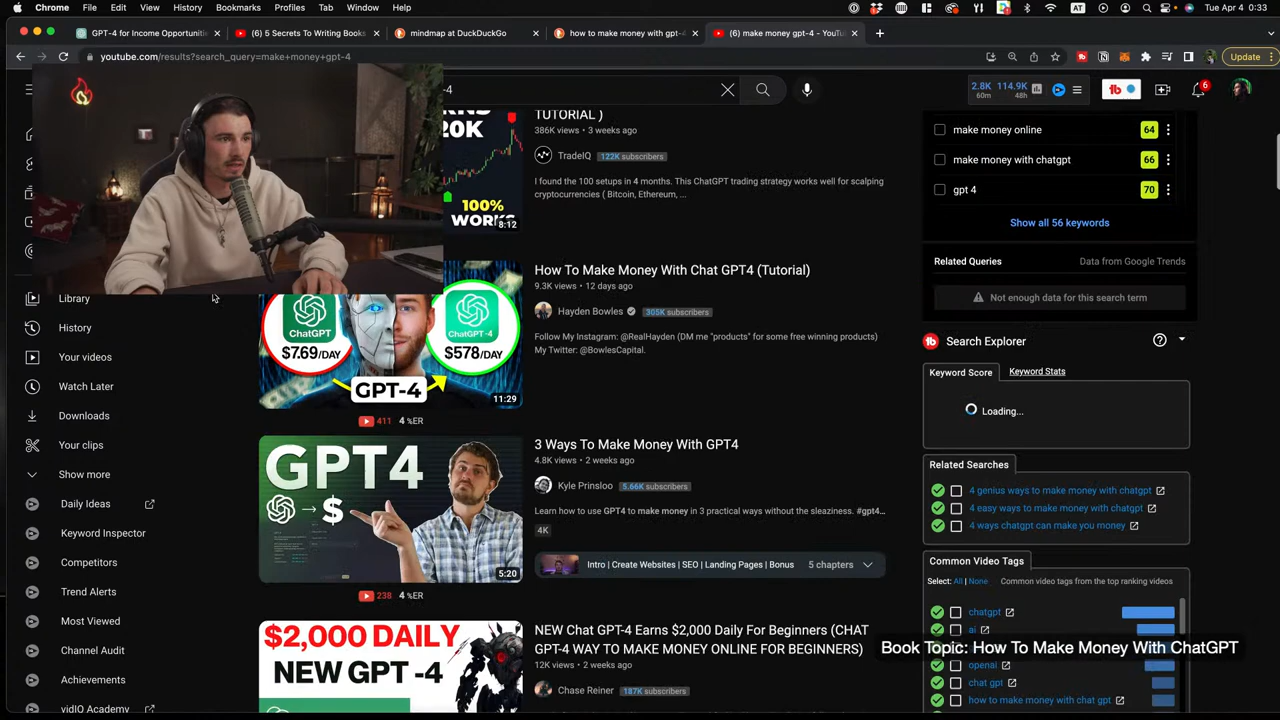 Chrome File Edit View History Bookmarks Profiles Tab Window Help
AT Tue Apr 4 0:33
GPT-4 for Income Opportuniti
(6) 5 Secrets To Writing Books
mindmap at DuckDuckGo
how to make money with gpt-
(6) make money gpt-4 - YouTu
youtube.com/results?search_query=make+money+gpt-4
Update
-4
2.8K 114.9K
60m 48h
6
Library
History
Your videos
Watch Later
Downloads
Your clips
Show more
Daily Ideas
Keyword Inspector
Competitors
Trend Alerts
Most Viewed
Channel Audit
Achievements
vidIQ Academy
20K
100%
WORKS
8:12
TUTORIAL )
386K views • 3 weeks ago
TradeIQ 122K subscribers
I found the 100 setups in 4 months. This ChatGPT trading strategy works well for scalping
cryptocurrencies ( Bitcoin, Ethereum, ...
ChatGPT
$7.69/DAY
ChatGPT-4
$578/DAY
GPT-4
11:29
411 4 %ER
How To Make Money With Chat GPT4 (Tutorial)
9.3K views • 12 days ago
Hayden Bowles 305K subscribers
Follow My Instagram: @RealHayden (DM me "products" for some free winning products)
My Twitter: @BowlesCapital.
GPT4
$
5:20
238 4 %ER
3 Ways To Make Money With GPT4
4.8K views • 2 weeks ago
Kyle Prinsloo 5.66K subscribers
Learn how to use GPT4 to make money in 3 practical ways without the sleaziness. #gpt4...
4K
Intro | Create Websites | SEO | Landing Pages | Bonus 5 chapters
$2,000 DAILY
NEW GPT -4
NEW Chat GPT-4 Earns $2,000 Daily For Beginners (CHAT
GPT-4 WAY TO MAKE MONEY ONLINE FOR BEGINNERS)
12K views • 2 weeks ago
Chase Reiner 187K subscribers
make money online 64
make money with chatgpt 66
gpt 4 70
Show all 56 keywords
Related Queries Data from Google Trends
Not enough data for this search term
Search Explorer
Keyword Score Keyword Stats
Loading...
Related Searches
4 genius ways to make money with chatgpt
4 easy ways to make money with chatgpt
4 ways chatgpt can make you money
Common Video Tags
Select: All | None Common video tags from the top ranking videos
chatgpt
ai
Book Topic: How To Make Money With ChatGPT
openai
chat gpt
how to make money with chat gpt